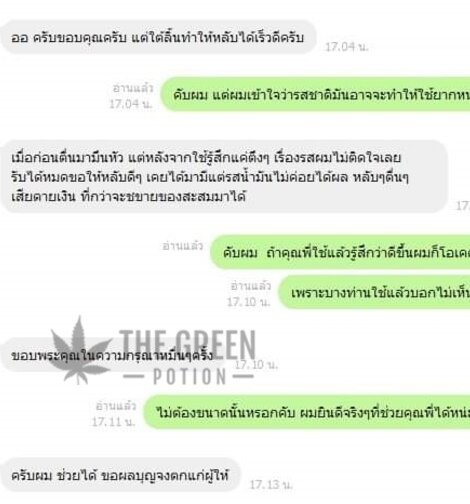 ออ ครับขอบคุณครับ แต่ใต้ลิ้นทำให้หลับได้เร็วดีครับ
17.04 น.
อ่านแล้ว
17.04 น.
คับผม แต่ผมเข้าใจว่ารสชาติมันอาจจะทำให้ใช้ยากหน
เมื่อก่อนตื่นมามึนหัว แต่หลังจากใช้รู้สึกแค่ตึงๆ เรื่องรสผมไม่ติดใจเลย
รับได้หมดขอให้หลับดีๆ เคยได้มามีแต่รสน้ำมันไม่ค่อยได้ผล หลับๆตื่นๆ
เสียดายเงิน ที่กว่าจะขายของสะสมมาได้
17.
อ่านแล้ว
คับผม ถ้าคุณพี่ใช้แล้วรู้สึกว่าดีขึ้นผมก็โอเค
อ่านแล้ว
17.10 น.
เพราะบางท่านใช้แล้วบอกไม่เห็น
THE GREEN
POTION
ขอบพระคุณในความกรุณาหมื่นๆครั้ง
17.10 น.
อ่านแล้ว
17.11 น.
ไม่ต้องขนาดนั้นหรอกคับ ผมยินดีจริงๆที่ช่วยคุณพี่ได้หน่
ครับผม ช่วยได้ ขอผลบุญจงตกแก่ผู้ให้
17.13 น.